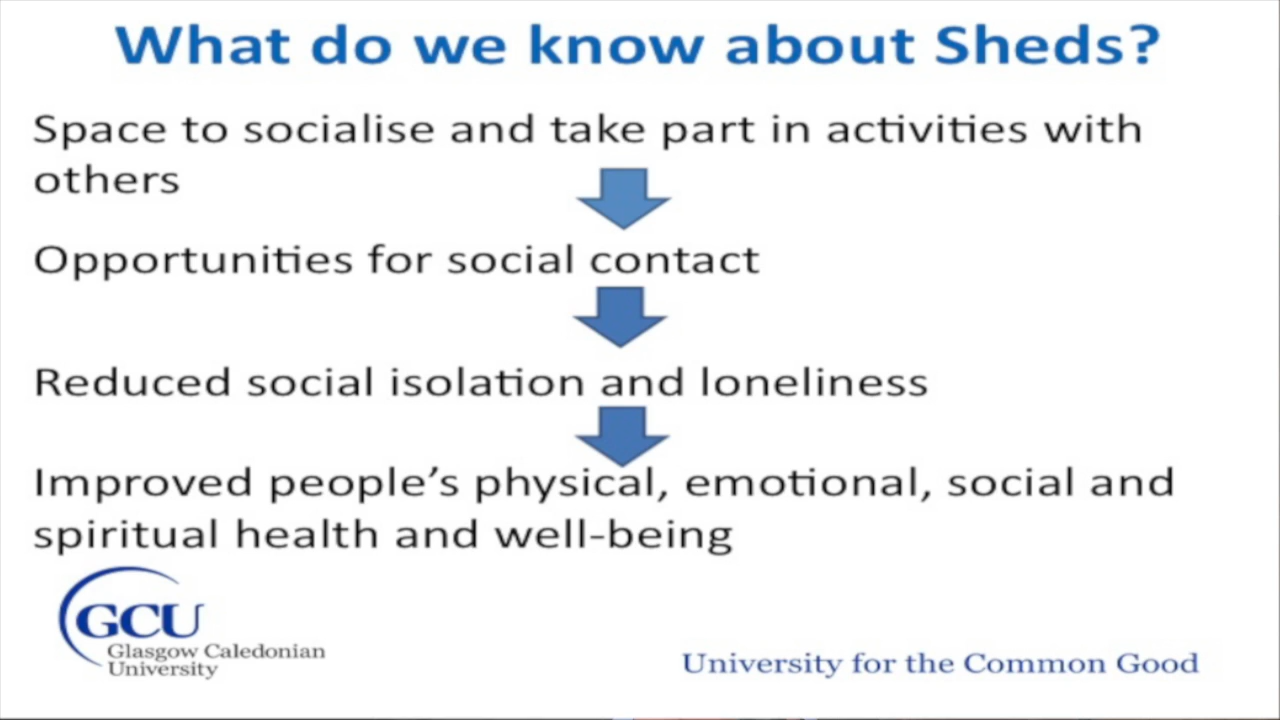 What do we know about Sheds?
Space to socialise and take part in activities with
others
Opportunities for social contact
Reduced social isolation and loneliness
Improved people’s physical, emotional, social and
spiritual health and well-being
GCU
Glasgow Caledonian
University
University for the Common Good